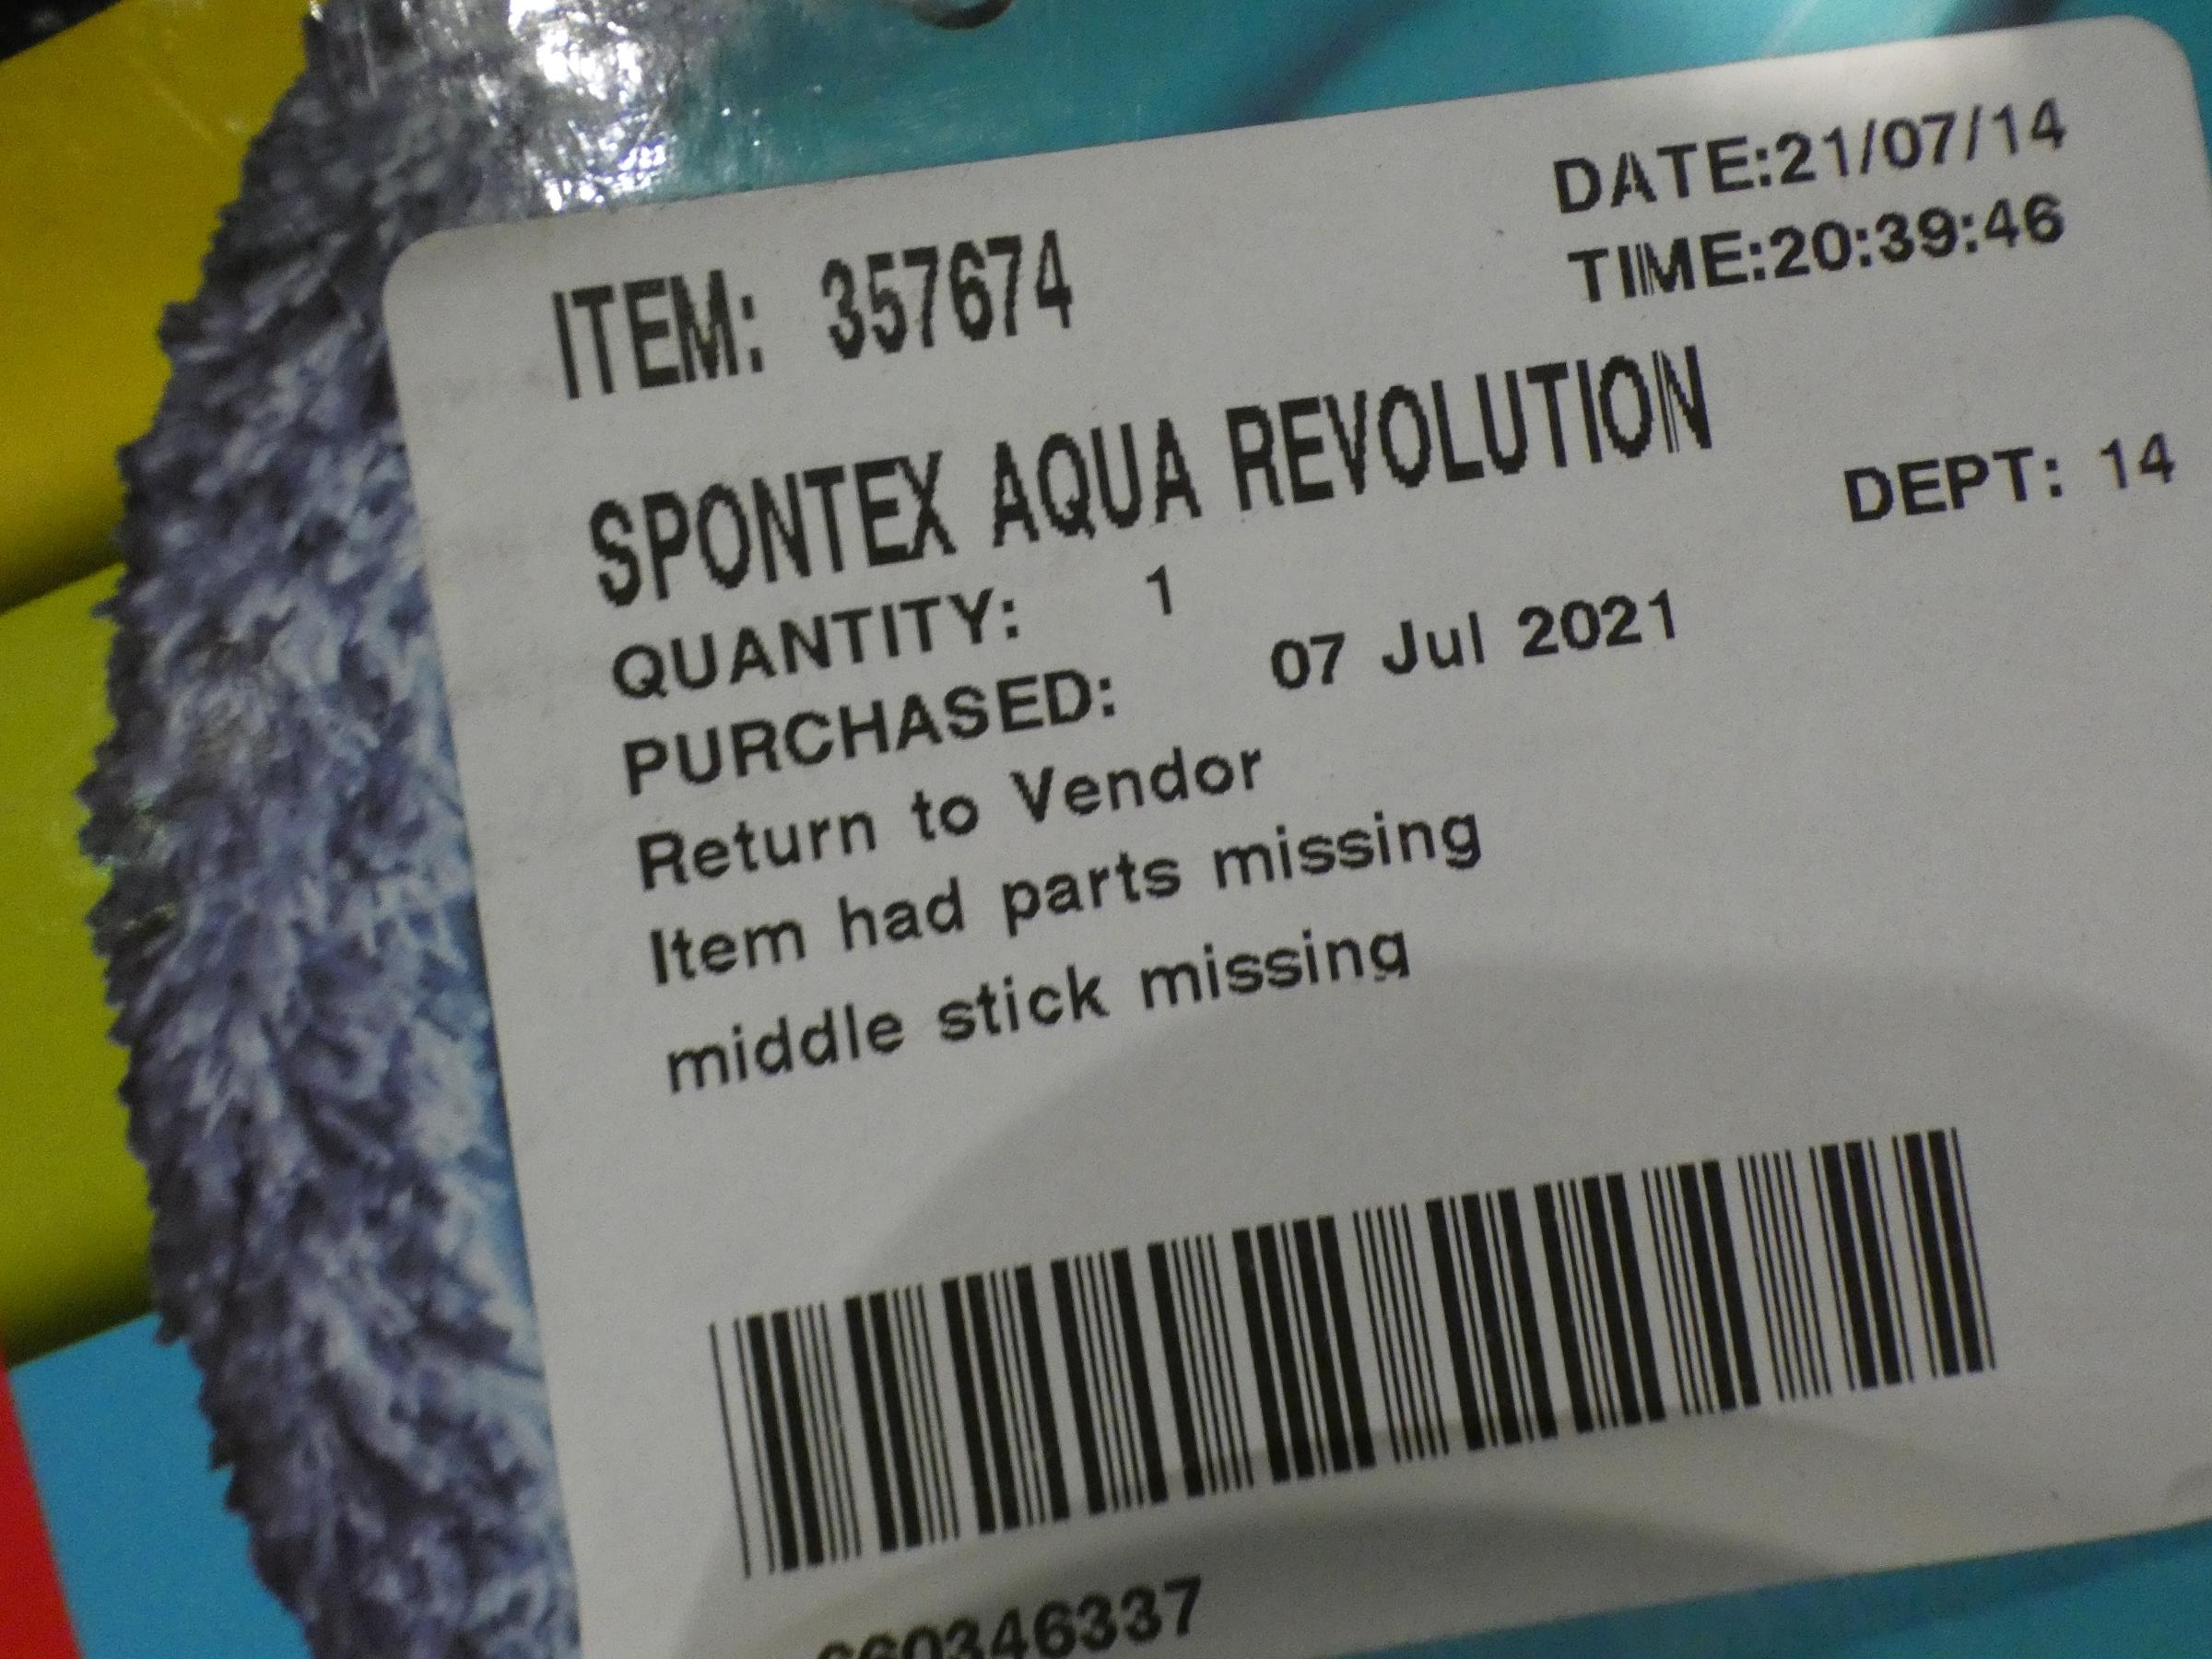 DATE:21/07/14
TIME:20:39:46
ITEM: 357674
SPONTEX AQUA REVOLUTION
DEPT: 14
QUANTITY: 1
PURCHASED: 07 Jul 2021
Return to Vendor
Item had parts missing
middle stick missing
660346337